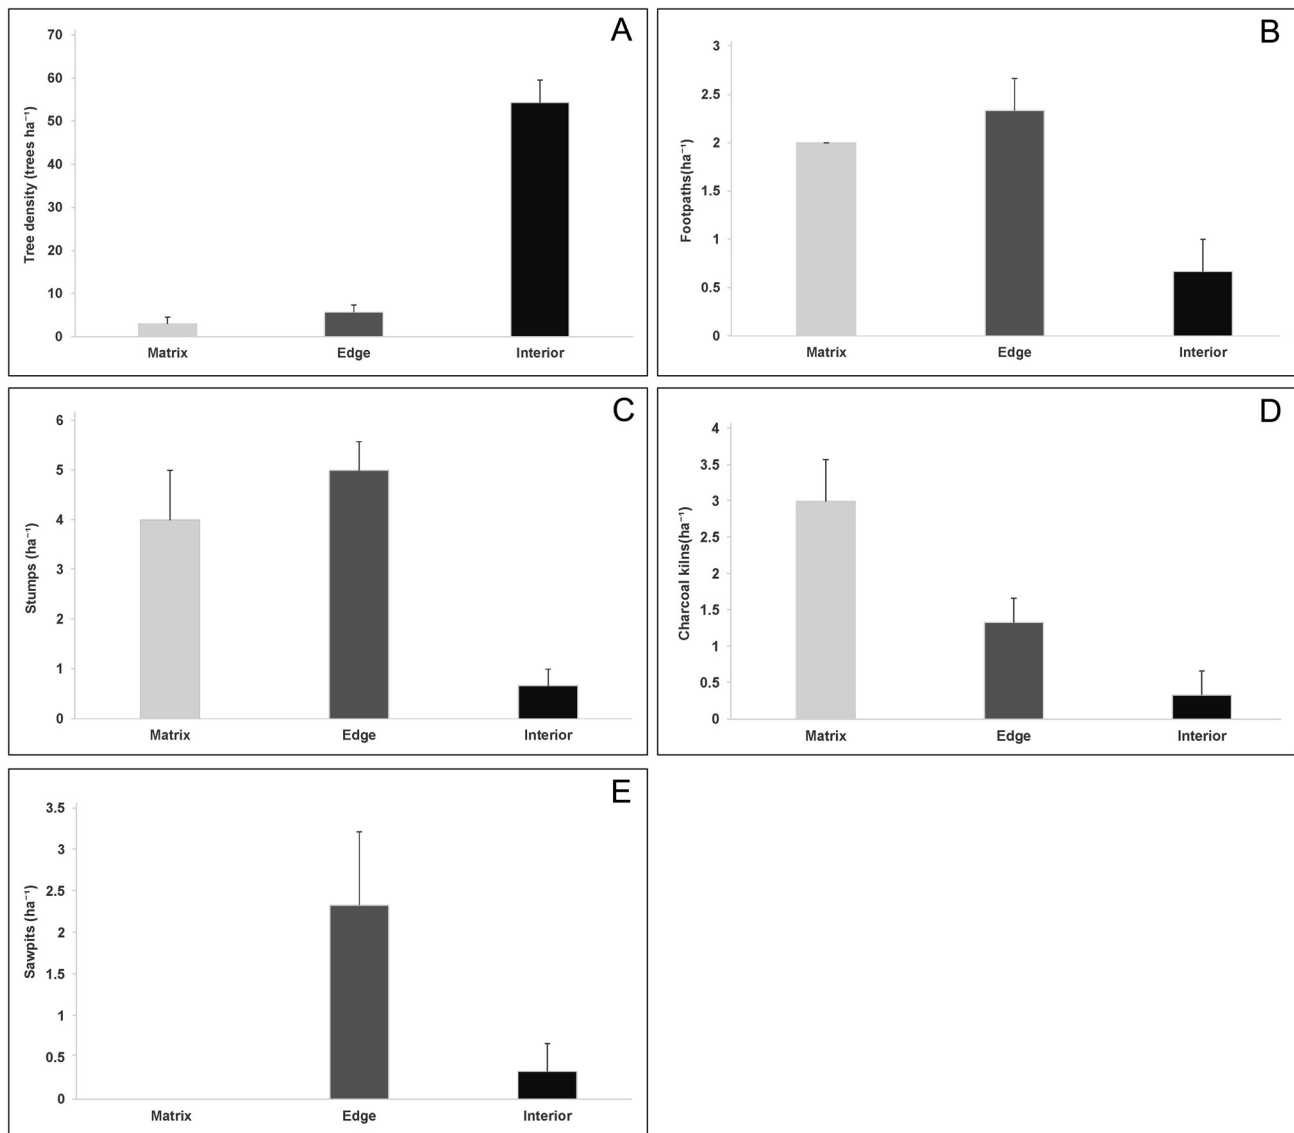 A
Tree density (trees ha⁻¹)
70
60
50
40
30
20
10
0
Matrix Edge Interior
B
Footpaths(ha⁻¹)
3
2.5
2
1.5
1
0.5
0
Matrix Edge Interior
C
Stumps (ha⁻¹)
6
5
4
3
2
1
0
Matrix Edge Interior
D
Charcoal kilns(ha⁻¹)
4
3.5
3
2.5
2
1.5
1
0.5
0
Matrix Edge Interior
E
Sawpits (ha⁻¹)
3.5
3
2.5
2
1.5
1
0.5
0
Matrix Edge Interior